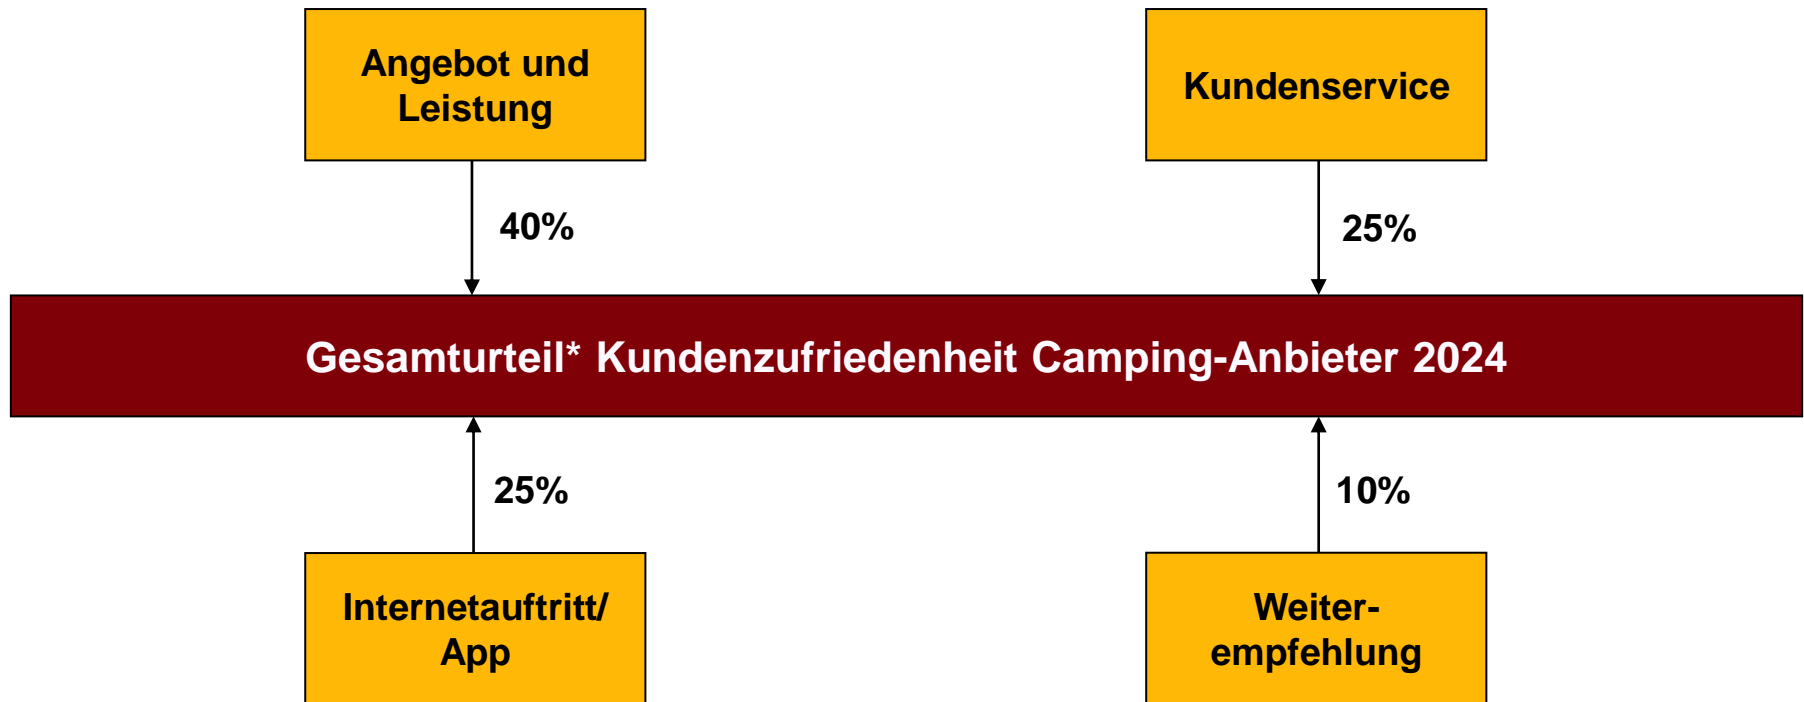 Angebot und
Leistung
Kundenservice
40%
25%
Gesamturteil* Kundenzufriedenheit Camping-Anbieter 2024
25%
10%
Internetauftritt/
App
Weiter-
empfehlung